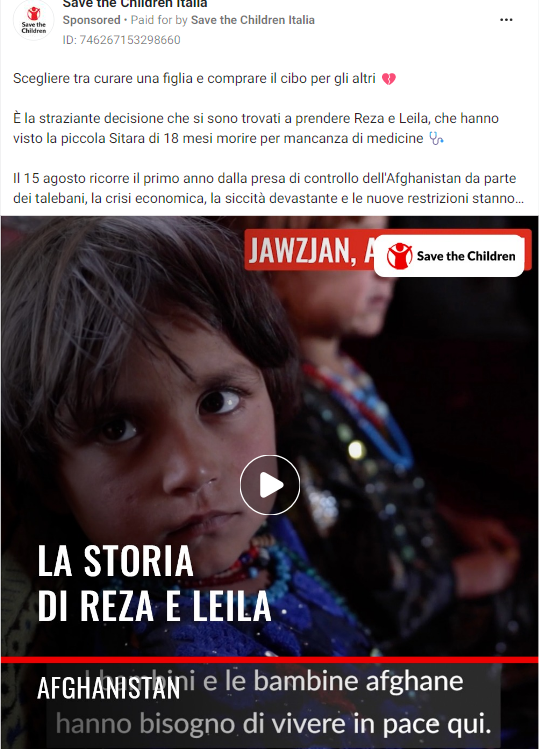 Save the Children Italia
Save the
Children
Sponsored • Paid for by Save the Children Italia
ID: 746267153298660
Scegliere tra curare una figlia e comprare il cibo per gli altri 💔
È la straziante decisione che si sono trovati a prendere Reza e Leila, che hanno
visto la piccola Sitara di 18 mesi morire per mancanza di medicine 🩺
Il 15 agosto ricorre il primo anno dalla presa di controllo dell'Afghanistan da parte
dei talebani, la crisi economica, la siccità devastante e le nuove restrizioni stanno...
JAWZJAN, A
Save the Children
LA STORIA
DI REZA E LEILA
AFGHANISTAN
I bambini e le bambine afghane
hanno bisogno di vivere in pace qui.